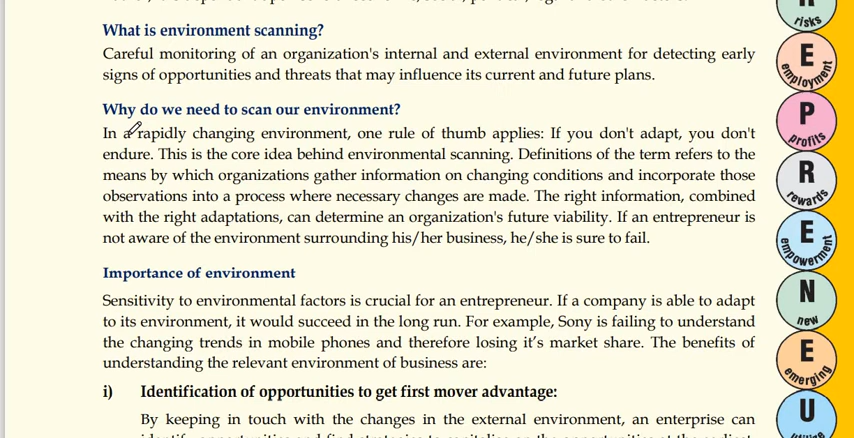 What is environment scanning?
Careful monitoring of an organization's internal and external environment for detecting early
signs of opportunities and threats that may influence its current and future plans.
Why do we need to scan our environment?
In a rapidly changing environment, one rule of thumb applies: If you don't adapt, you don't
endure. This is the core idea behind environmental scanning. Definitions of the term refers to the
means by which organizations gather information on changing conditions and incorporate those
observations into a process where necessary changes are made. The right information, combined
with the right adaptations, can determine an organization's future viability. If an entrepreneur is
not aware of the environment surrounding his/her business, he/she is sure to fail.
Importance of environment
Sensitivity to environmental factors is crucial for an entrepreneur. If a company is able to adapt
to its environment, it would succeed in the long run. For example, Sony is failing to understand
the changing trends in mobile phones and therefore losing it's market share. The benefits of
understanding the relevant environment of business are:
i) Identification of opportunities to get first mover advantage:
By keeping in touch with the changes in the external environment, an enterprise can
risks
E
employment
P
profits
R
rewards
E
empowerment
N
new
E
emerging
U